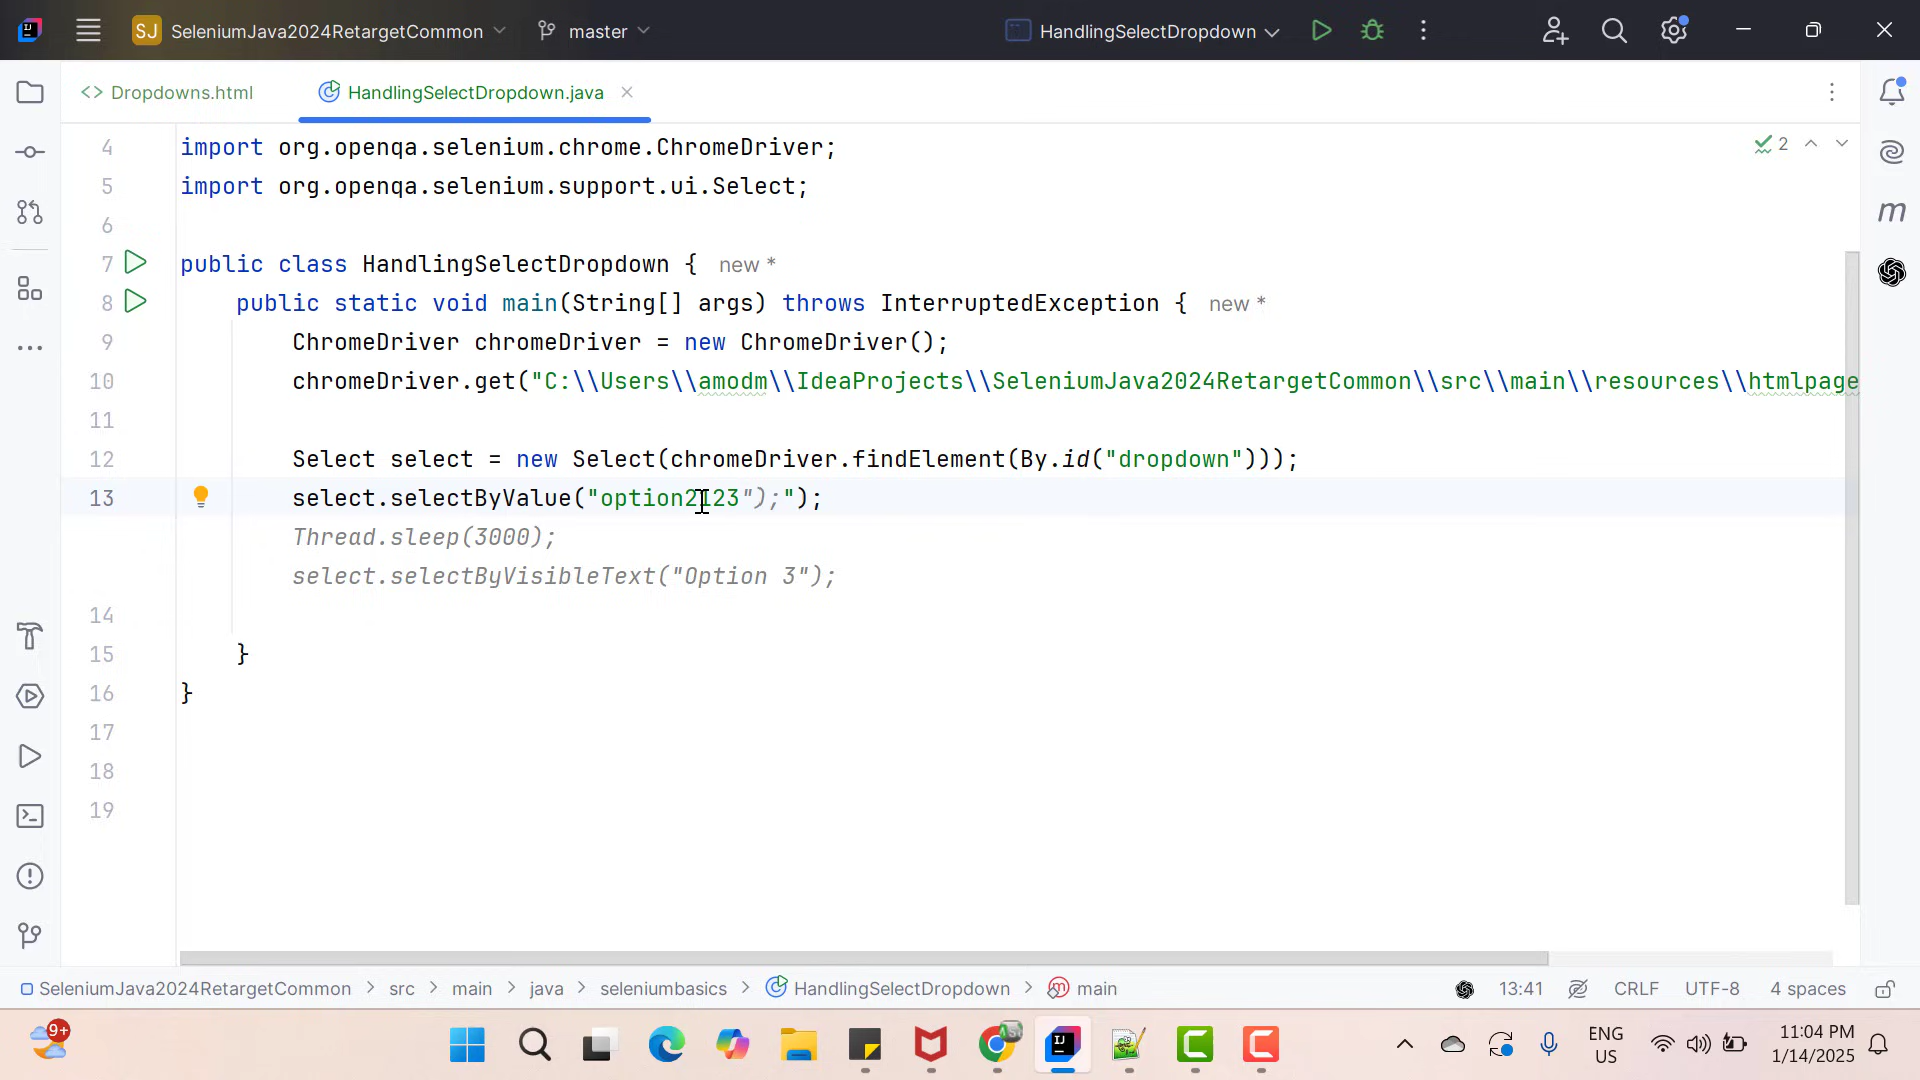 SJ SeleniumJava2024RetargetCommon master HandlingSelectDropdown
<> Dropdowns.html HandlingSelectDropdown.java
4 import org.openqa.selenium.chrome.ChromeDriver; 2
5 import org.openqa.selenium.support.ui.Select;
6
7 public class HandlingSelectDropdown { new *
8 public static void main(String[] args) throws InterruptedException { new *
9 ChromeDriver chromeDriver = new ChromeDriver();
10 chromeDriver.get("C:\\Users\\amodm\\IdeaProjects\\SeleniumJava2024RetargetCommon\\src\\main\\resources\\htmlpage
11
12 Select select = new Select(chromeDriver.findElement(By.id("dropdown")));
13 select.selectByValue("option2123");");
Thread.sleep(3000);
select.selectByVisibleText("Option 3");
14
15 }
16 }
17
18
19
SeleniumJava2024RetargetCommon > src > main > java > seleniumbasics > HandlingSelectDropdown > main 13:41 CRLF UTF-8 4 spaces
9+ ENG US 11:04 PM 1/14/2025